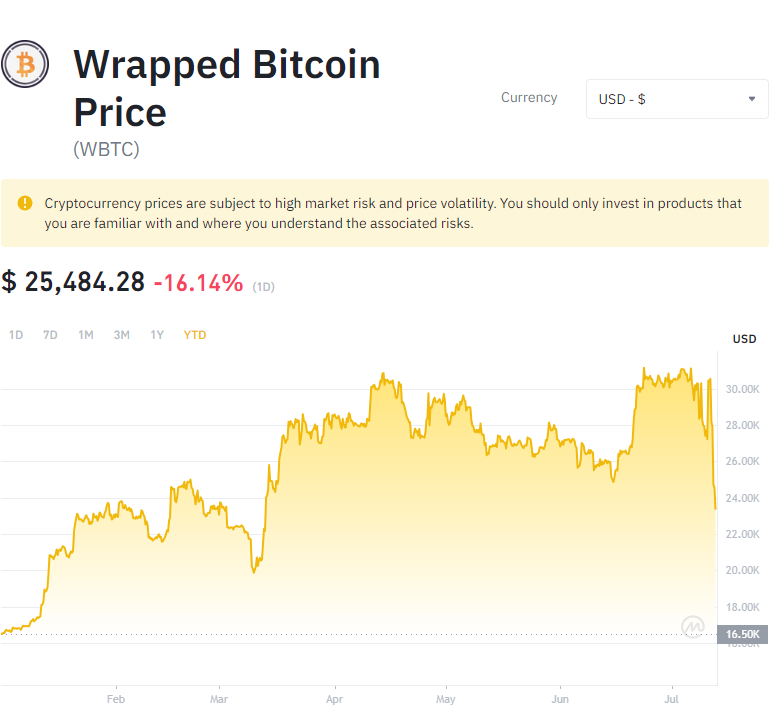 Wrapped Bitcoin
Price
(WBTC)
Currency
USD - $
Cryptocurrency prices are subject to high market risk and price volatility. You should only invest in products that
you are familiar with and where you understand the associated risks.
$ 25,484.28 -16.14% (1D)
1D 7D 1M 3M 1Y YTD
USD
30.00K
28.00K
26.00K
24.00K
22.00K
20.00K
18.00K
16.50K
16.00K
Feb Mar Apr May Jun Jul